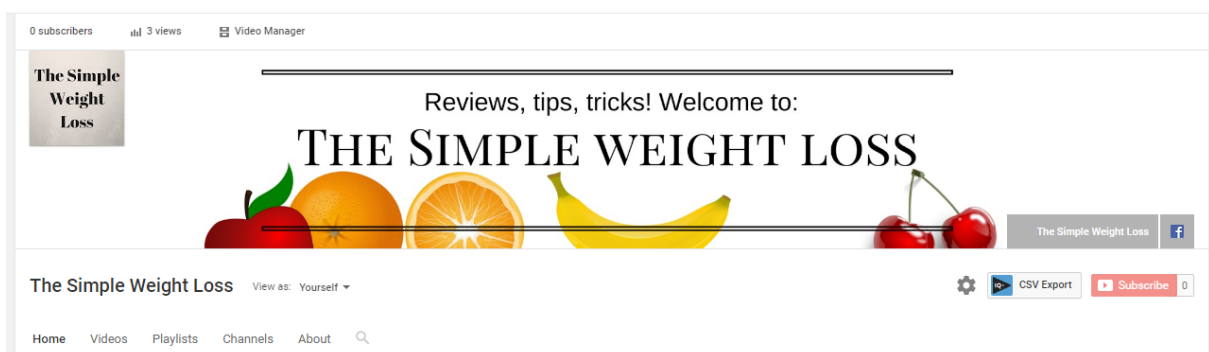 0 subscribers 3 views Video Manager
The Simple
Weight
Loss
Reviews, tips, tricks! Welcome to:
THE SIMPLE WEIGHT LOSS
The Simple Weight Loss
The Simple Weight Loss View as: Yourself
CSV Export Subscribe 0
Home Videos Playlists Channels About